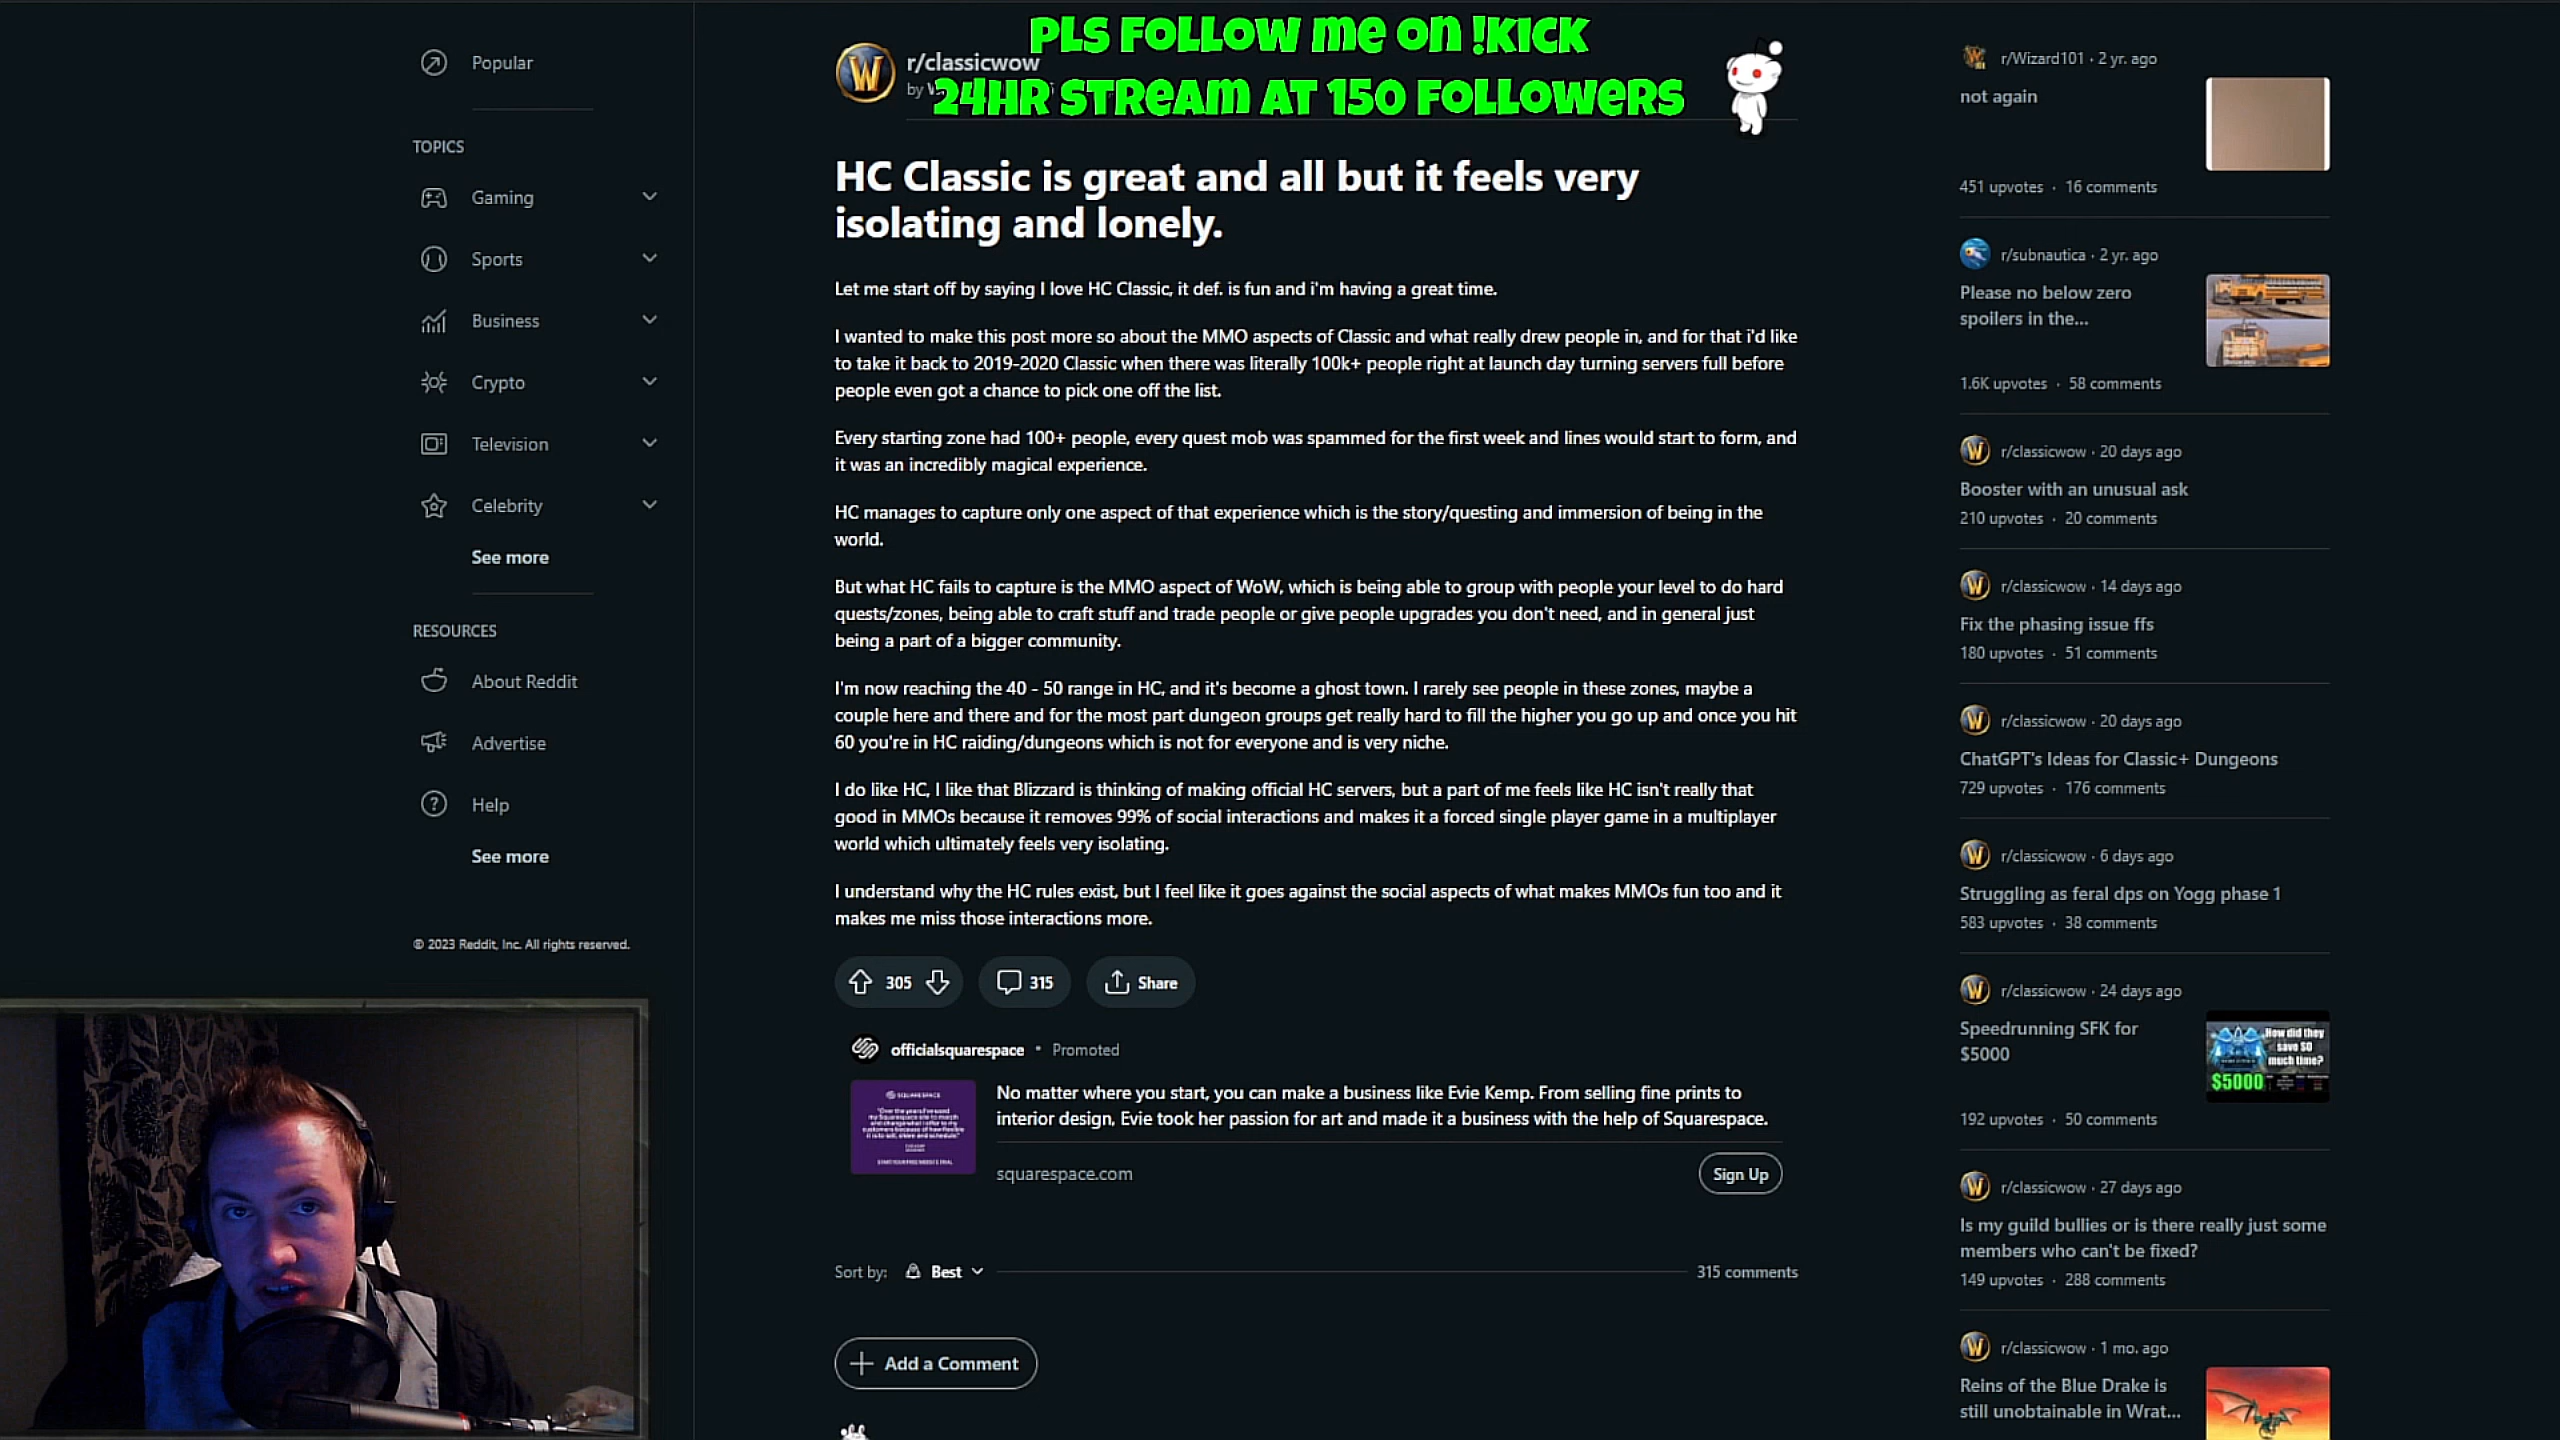 PLS FOLLOW ME ON !KICK
24HR STREAM AT 150 FOLLOWERS
Popular
TOPICS
Gaming
Sports
Business
Crypto
Television
Celebrity
See more
RESOURCES
About Reddit
Advertise
Help
See more
© 2023 Reddit, Inc. All rights reserved.
r/classicwow
by
HC Classic is great and all but it feels very
isolating and lonely.
Let me start off by saying I love HC Classic, it def. is fun and i'm having a great time.
I wanted to make this post more so about the MMO aspects of Classic and what really drew people in, and for that i'd like
to take it back to 2019-2020 Classic when there was literally 100k+ people right at launch day turning servers full before
people even got a chance to pick one off the list.
Every starting zone had 100+ people, every quest mob was spammed for the first week and lines would start to form, and
it was an incredibly magical experience.
HC manages to capture only one aspect of that experience which is the story/questing and immersion of being in the
world.
But what HC fails to capture is the MMO aspect of WoW, which is being able to group with people your level to do hard
quests/zones, being able to craft stuff and trade people or give people upgrades you don't need, and in general just
being a part of a bigger community.
I'm now reaching the 40 - 50 range in HC, and it's become a ghost town. I rarely see people in these zones, maybe a
couple here and there and for the most part dungeon groups get really hard to fill the higher you go up and once you hit
60 you're in HC raiding/dungeons which is not for everyone and is very niche.
I do like HC, I like that Blizzard is thinking of making official HC servers, but a part of me feels like HC isn't really that
good in MMOs because it removes 99% of social interactions and makes it a forced single player game in a multiplayer
world which ultimately feels very isolating.
I understand why the HC rules exist, but I feel like it goes against the social aspects of what makes MMOs fun too and it
makes me miss those interactions more.
305
315
Share
officialsquarespace • Promoted
SQUARESPACE
No matter where you start, you can make a business like Evie Kemp. From selling fine prints to
interior design, Evie took her passion for art and made it a business with the help of Squarespace.
squarespace.com
Sign Up
Sort by: Best
315 comments
Add a Comment
r/Wizard101 · 2 yr. ago
not again
451 upvotes · 16 comments
r/subnautica · 2 yr. ago
Please no below zero
spoilers in the...
1.6K upvotes · 58 comments
r/classicwow · 20 days ago
Booster with an unusual ask
210 upvotes · 20 comments
r/classicwow · 14 days ago
Fix the phasing issue ffs
180 upvotes · 51 comments
r/classicwow · 20 days ago
ChatGPT's Ideas for Classic+ Dungeons
729 upvotes · 176 comments
r/classicwow · 6 days ago
Struggling as feral dps on Yogg phase 1
583 upvotes · 38 comments
r/classicwow · 24 days ago
Speedrunning SFK for
$5000
How did they
save SO
much time?
$5000
192 upvotes · 50 comments
r/classicwow · 27 days ago
Is my guild bullies or is there really just some
members who can't be fixed?
149 upvotes · 288 comments
r/classicwow · 1 mo. ago
Reins of the Blue Drake is
still unobtainable in Wrat...